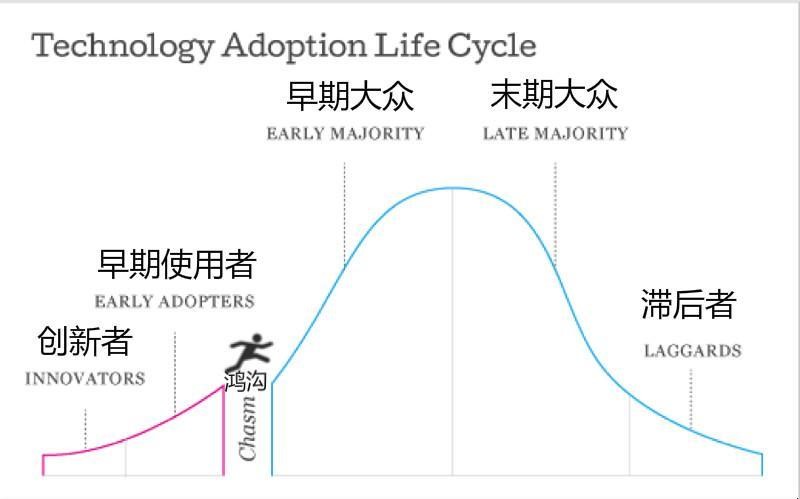 Technology Adoption Life Cycle
早期大众
EARLY MAJORITY
末期大众
LATE MAJORITY
早期使用者
EARLY ADOPTERS
创新者
INNOVATORS
鸿沟
Chasm
滞后者
LAGGARDS